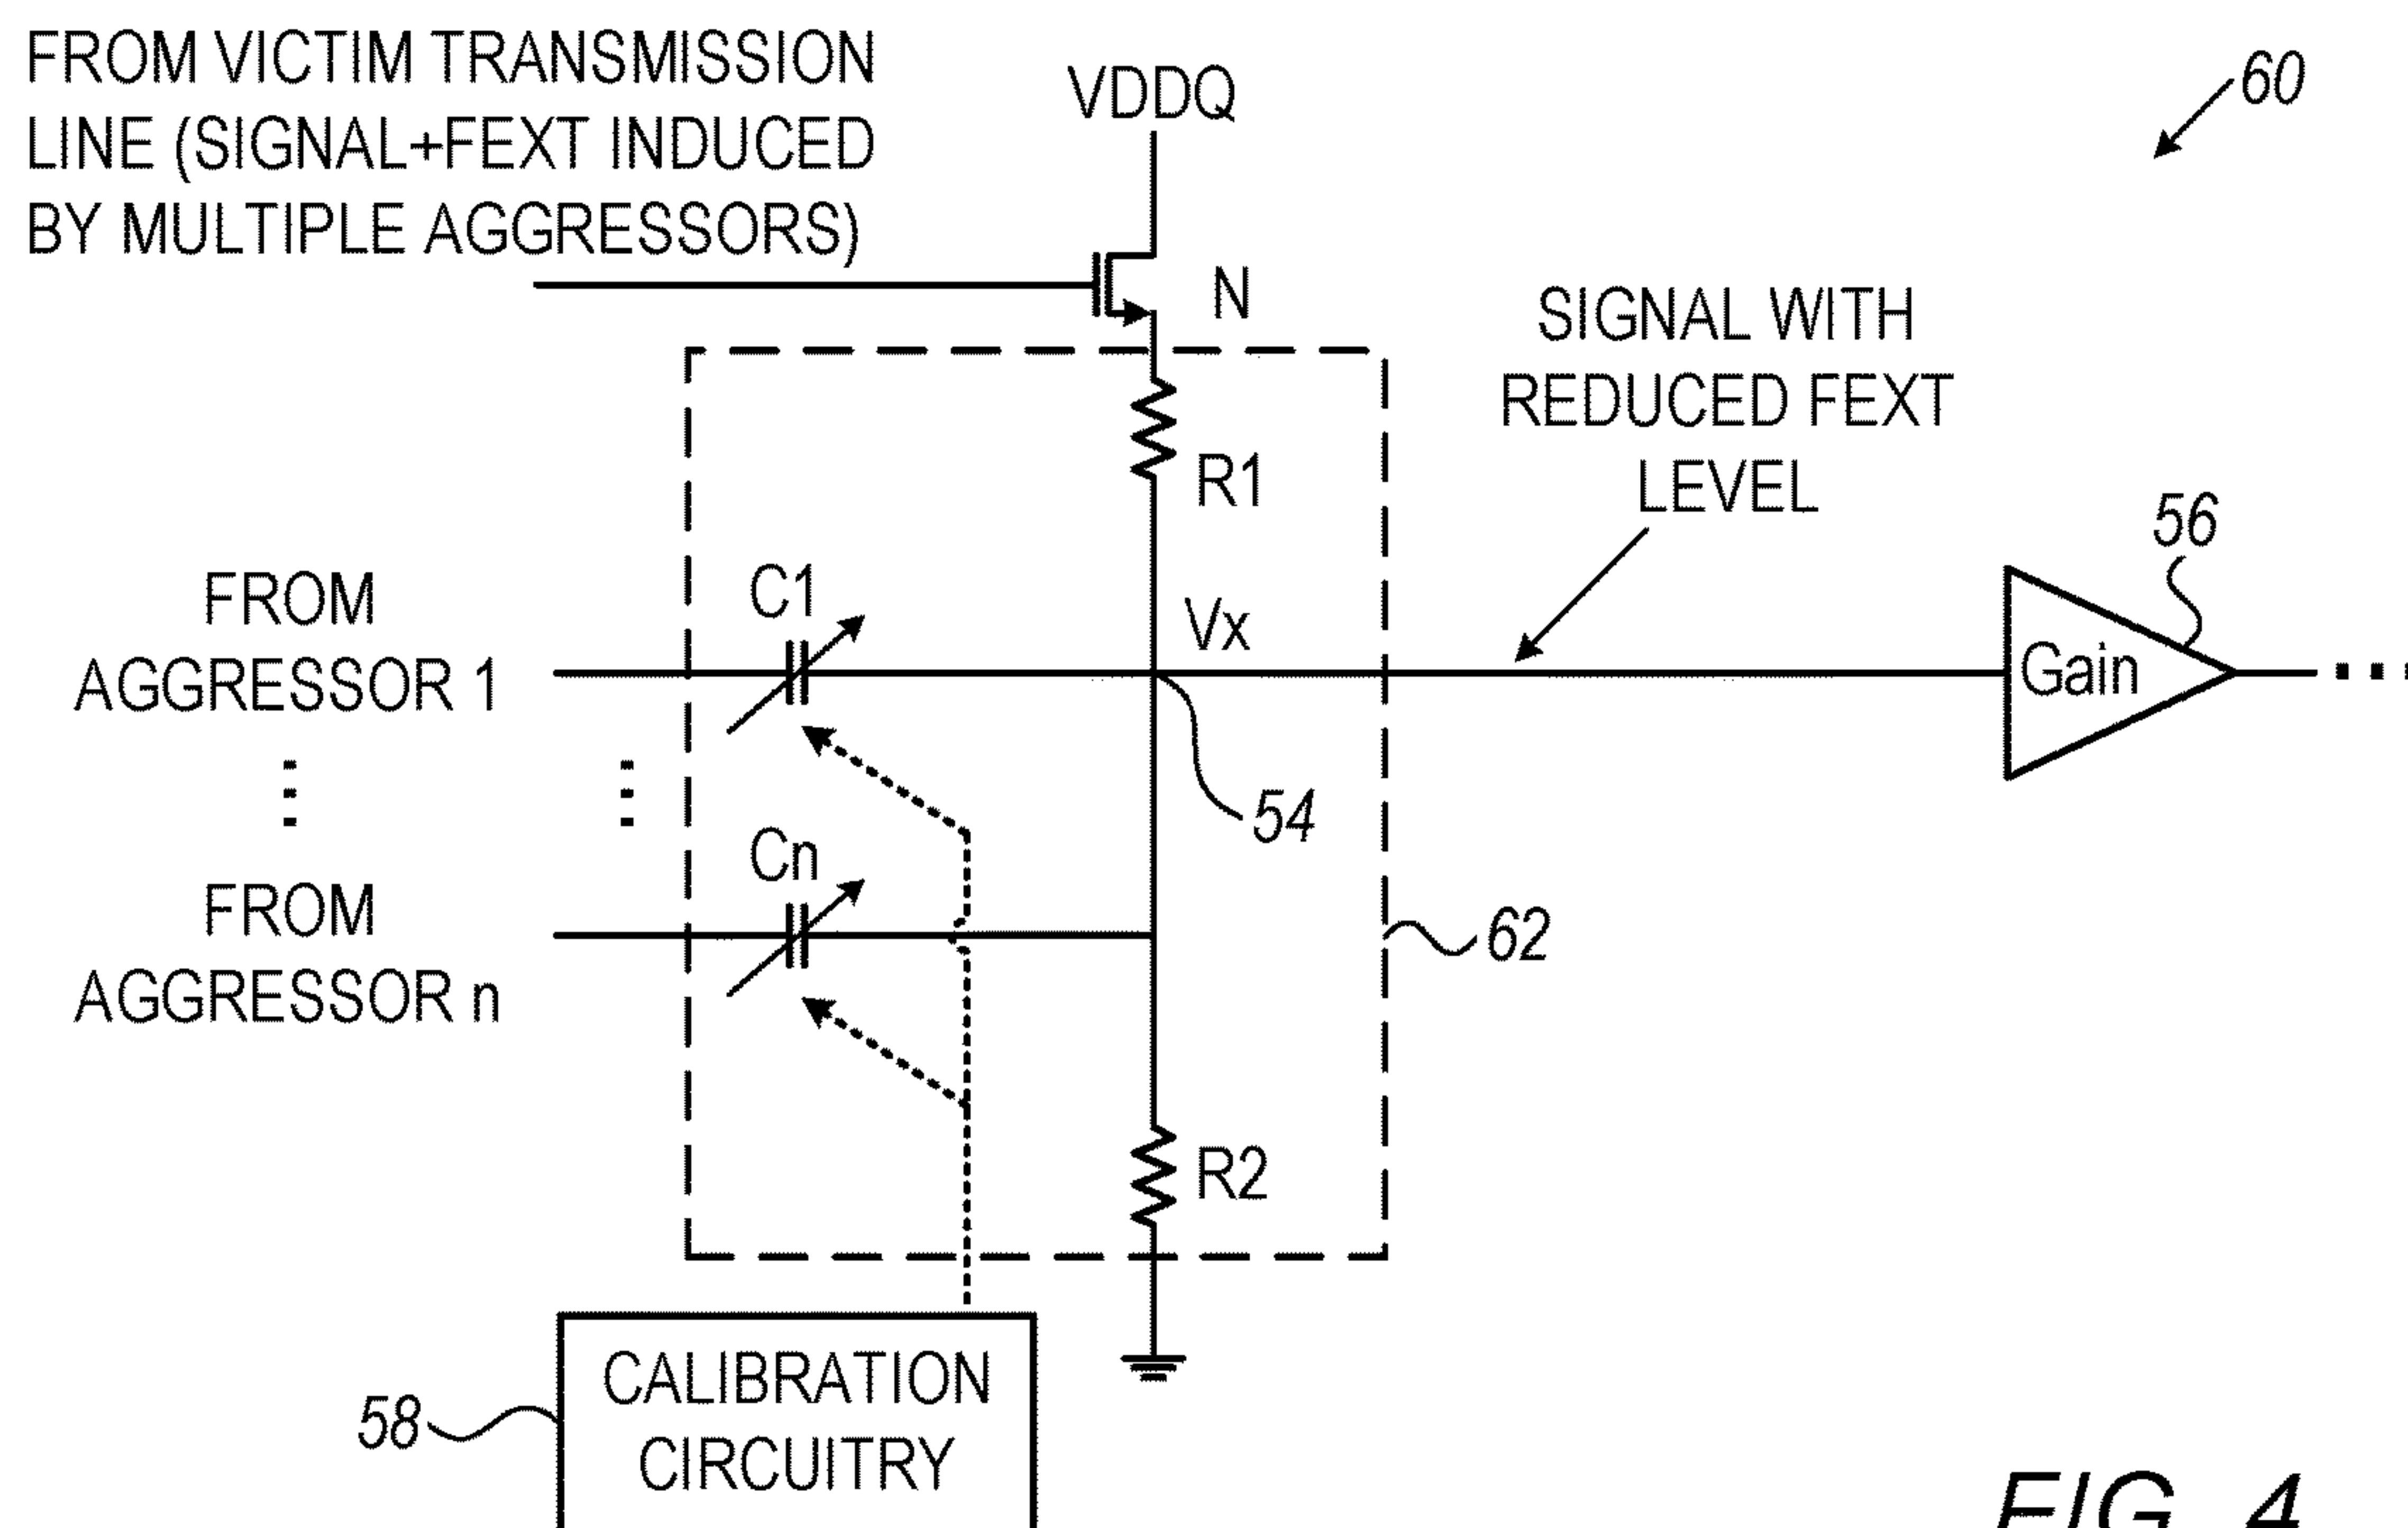 FROM VICTIM TRANSMISSION
LINE (SIGNAL+FEXT INDUCED
BY MULTIPLE AGGRESSORS)
VDDQ
60
N
SIGNAL WITH
REDUCED FEXT
LEVEL
R1
56
FROM
AGGRESSOR 1
C1
Vx
Gain
54
Cn
FROM
AGGRESSOR n
62
R2
58
CALIBRATION
CIRCUITRY
FIG. 4